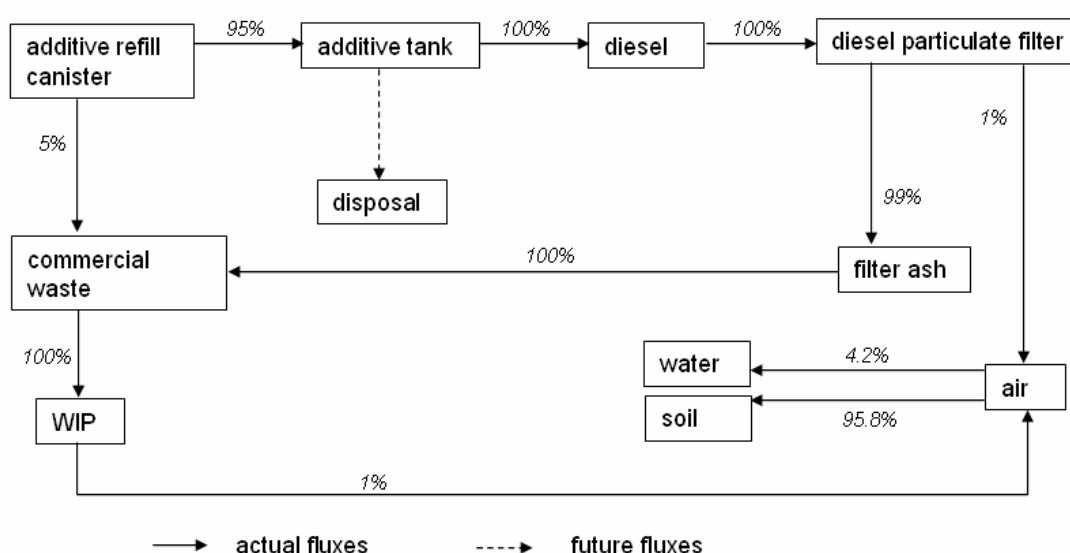 95%
100%
100%
additive refill
canister
additive tank
diesel
diesel particulate filter
5%
1%
disposal
99%
commercial
waste
100%
filter ash
100%
water
4.2%
air
WIP
soil
95.8%
1%
actual fluxes
future fluxes